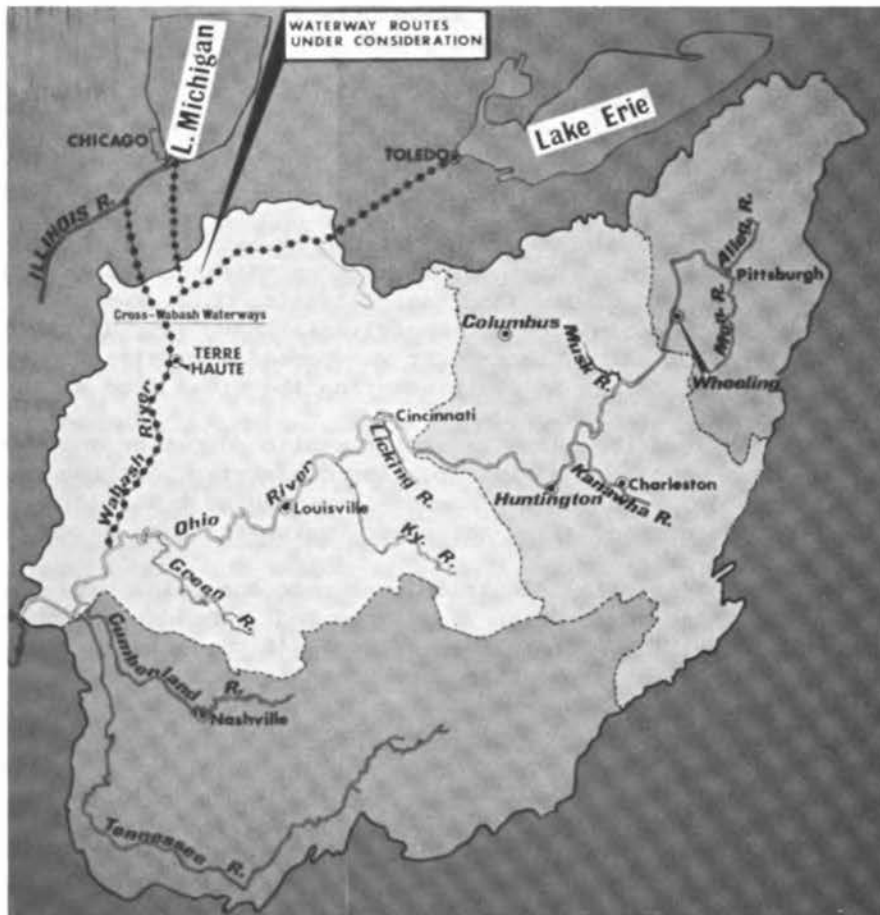 WATERWAY ROUTES
UNDER CONSIDERATION
L. Michigan
CHICAGO
Lake Erie
TOLEDO
ILLINOIS R.
Alleg. R.
Pittsburgh
Mon. R.
Cross-Wabash Waterways
Columbus
Musk R.
TERRE
HAUTE
Wheeling
Wabash River
Cincinnati
Licking R.
Kanawha R.
Charleston
Huntington
Ohio River
Louisville
Ky. R.
Green R.
Cumberland R.
Nashville
Tennessee R.